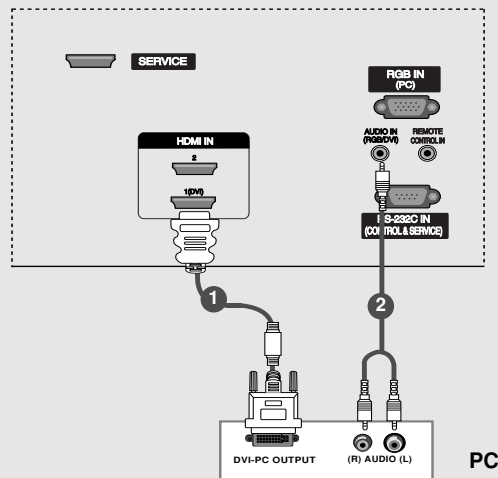 SERVICE
RGB IN
(PC)
AUDIO IN
(RGB/DVI)
REMOTE
CONTROL IN
HDMI IN
2
1(DVI)
RS-232C IN
(CONTROL & SERVICE)
1
2
DVI-PC OUTPUT
(R) AUDIO (L)
PC